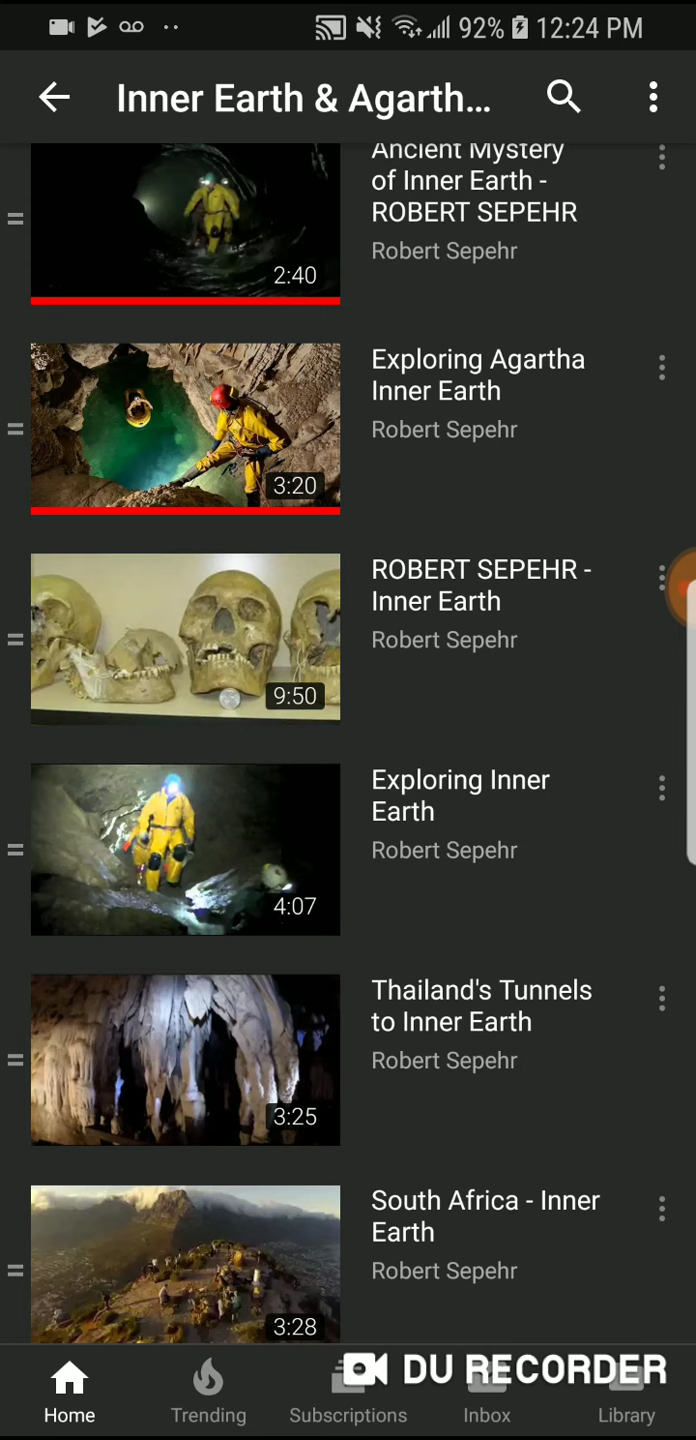 92% 12:24 PM
Inner Earth & Agarth...
Ancient Mystery
of Inner Earth -
ROBERT SEPEHR
Robert Sepehr
2:40
Exploring Agartha
Inner Earth
Robert Sepehr
3:20
ROBERT SEPEHR -
Inner Earth
Robert Sepehr
9:50
Exploring Inner
Earth
Robert Sepehr
4:07
Thailand's Tunnels
to Inner Earth
Robert Sepehr
3:25
South Africa - Inner
Earth
Robert Sepehr
3:28
DU RECORDER
Home Trending Subscriptions Inbox Library